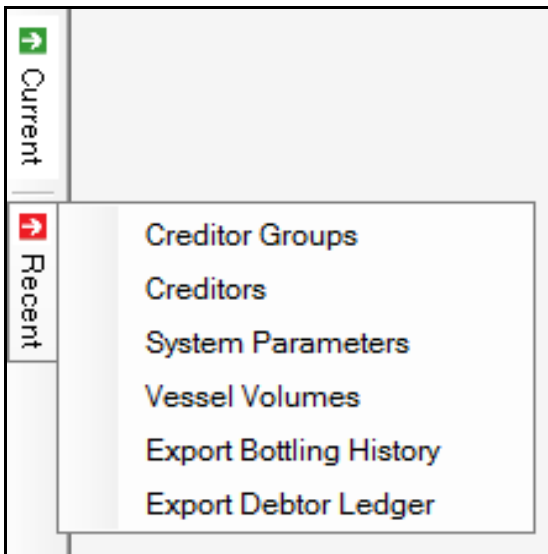 Current
Recent
Creditor Groups
Creditors
System Parameters
Vessel Volumes
Export Bottling History
Export Debtor Ledger